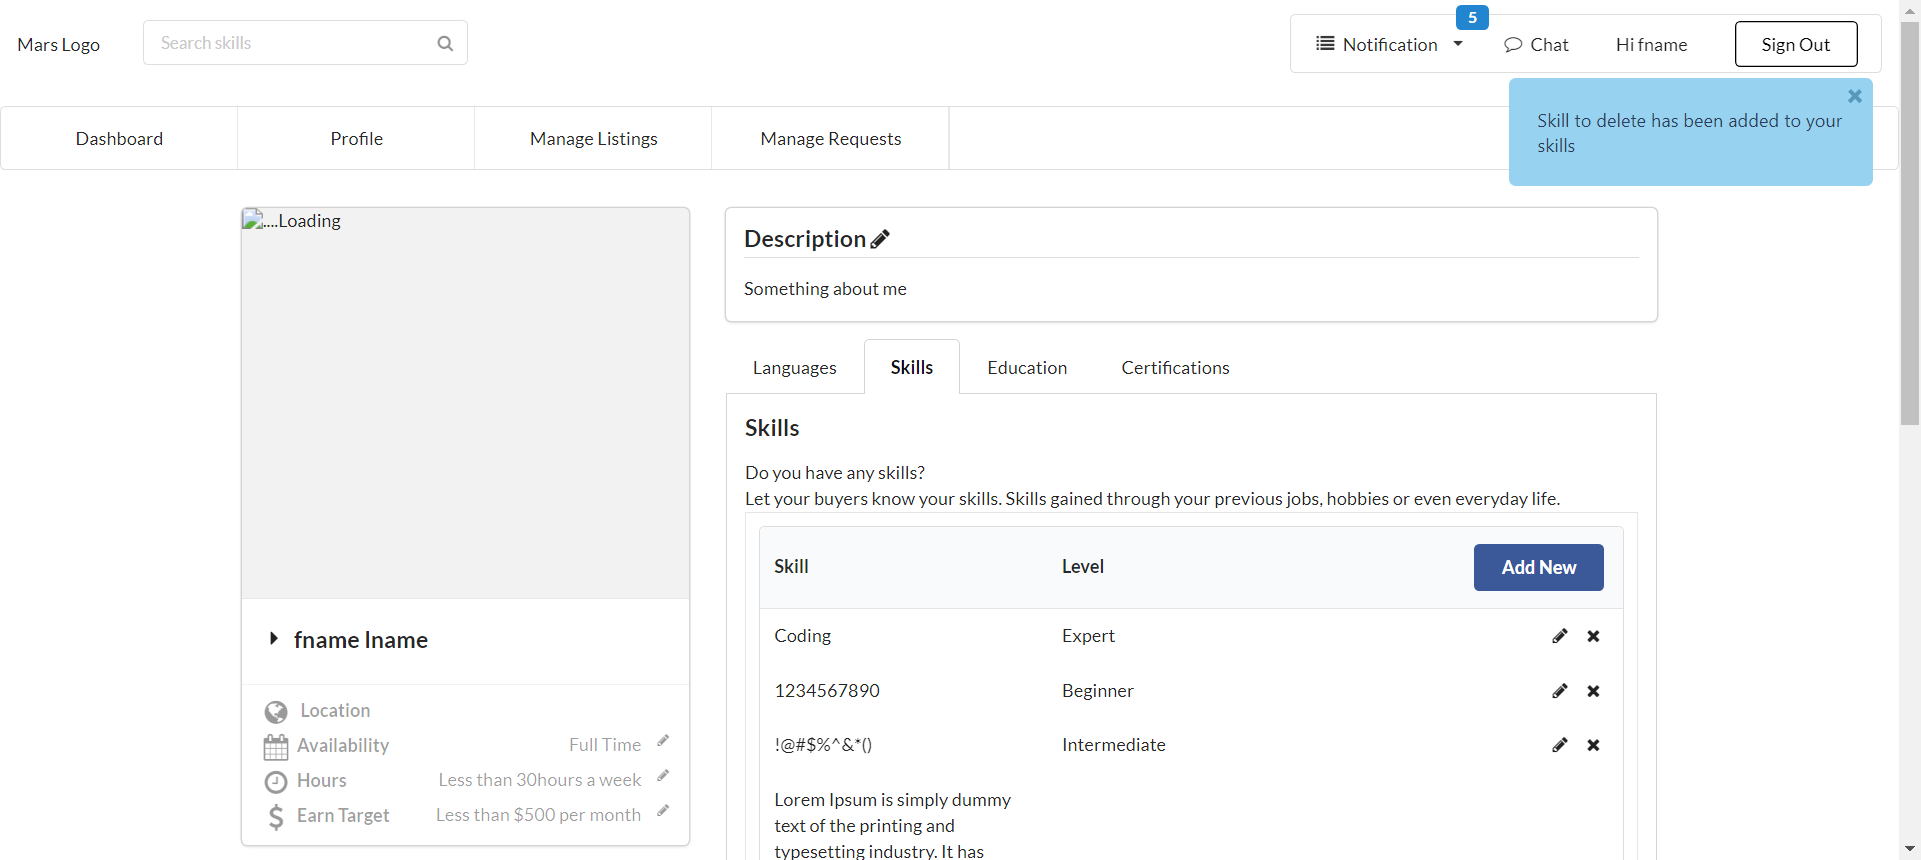 Mars Logo
Search skills
5
Notification
Chat
Hi fname
Sign Out
Skill to delete has been added to your
skills
Dashboard
Profile
Manage Listings
Manage Requests
....Loading
fname lname
Location
Availability
Full Time
Hours
Less than 30hours a week
Earn Target
Less than $500 per month
Description
Something about me
Languages
Skills
Education
Certifications
Skills
Do you have any skills?
Let your buyers know your skills. Skills gained through your previous jobs, hobbies or even everyday life.
Skill
Level
Add New
Coding
Expert
1234567890
Beginner
!@#$%^&*()
Intermediate
Lorem Ipsum is simply dummy
text of the printing and
typesetting industry. It has